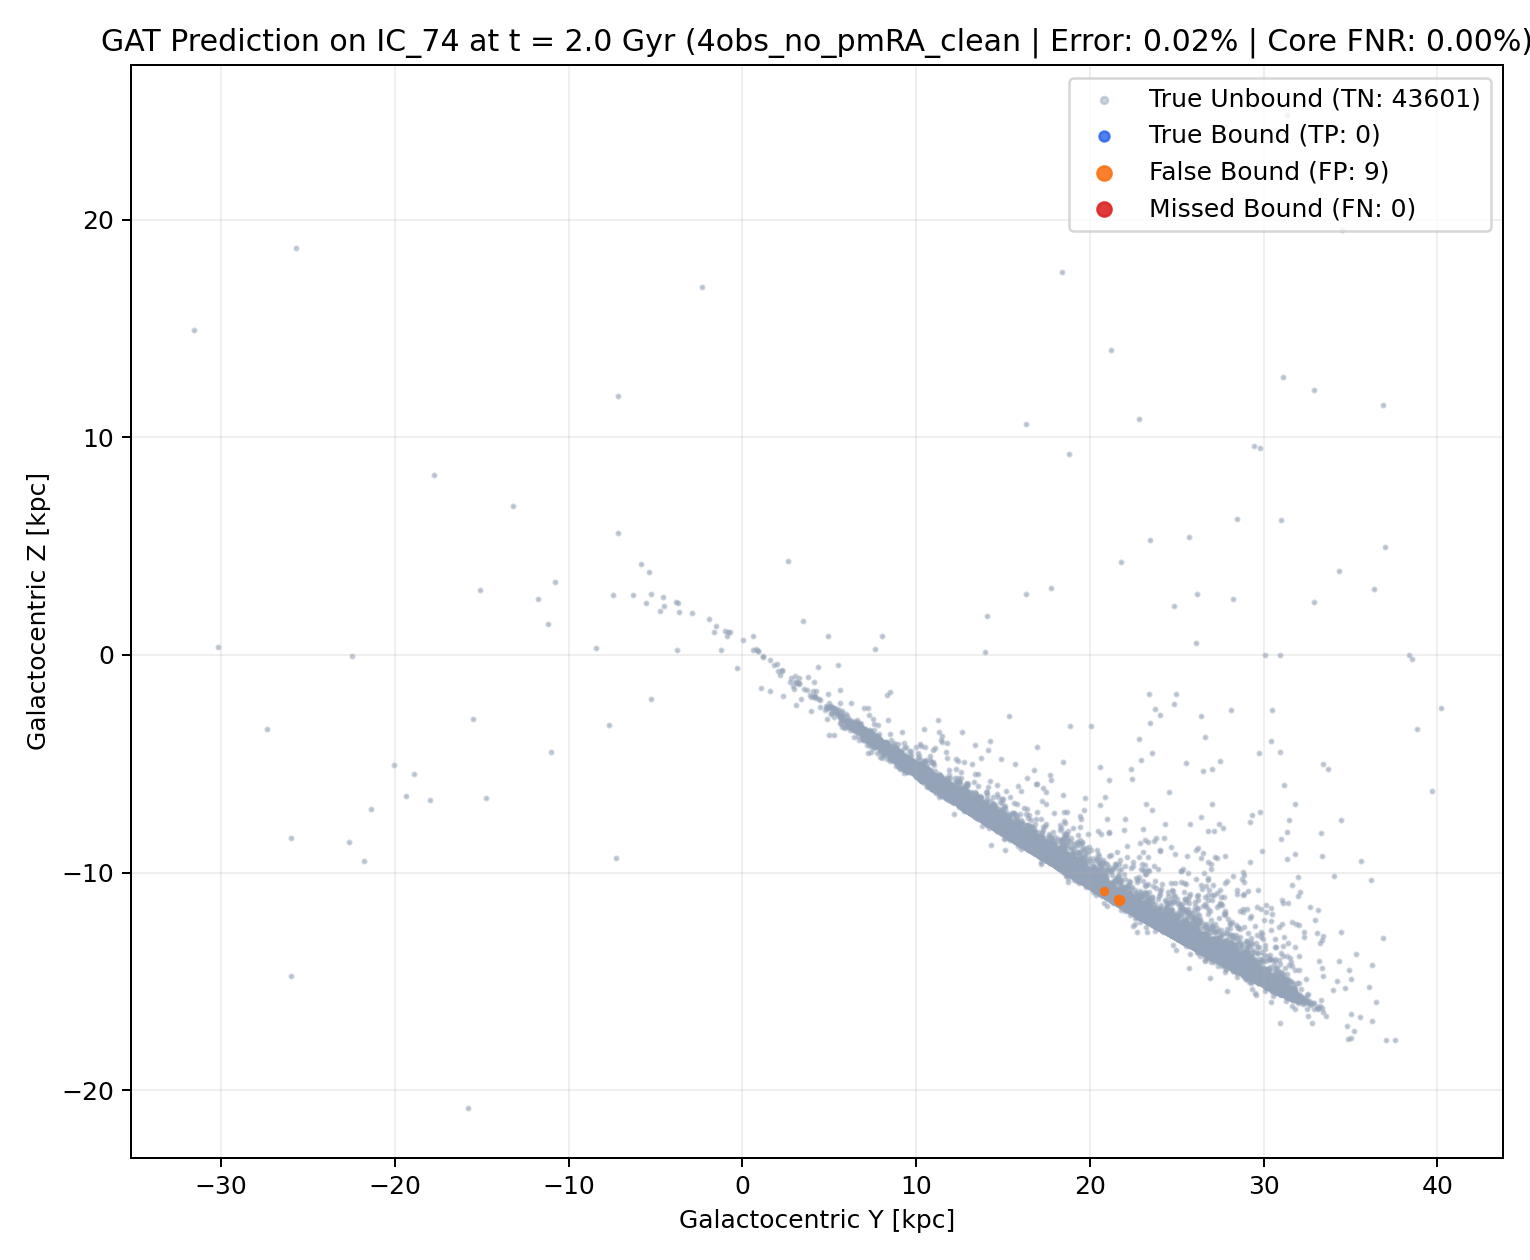 GAT Prediction on IC_74 at t = 2.0 Gyr (4obs_no_pmRA_clean | Error: 0.02% | Core FNR: 0.00%)
True Unbound (TN: 43601)
True Bound (TP: 0)
False Bound (FP: 9)
Missed Bound (FN: 0)
Galactocentric Z [kpc]
20
10
0
−10
−20
−30 −20 −10 0 10 20 30 40
Galactocentric Y [kpc]